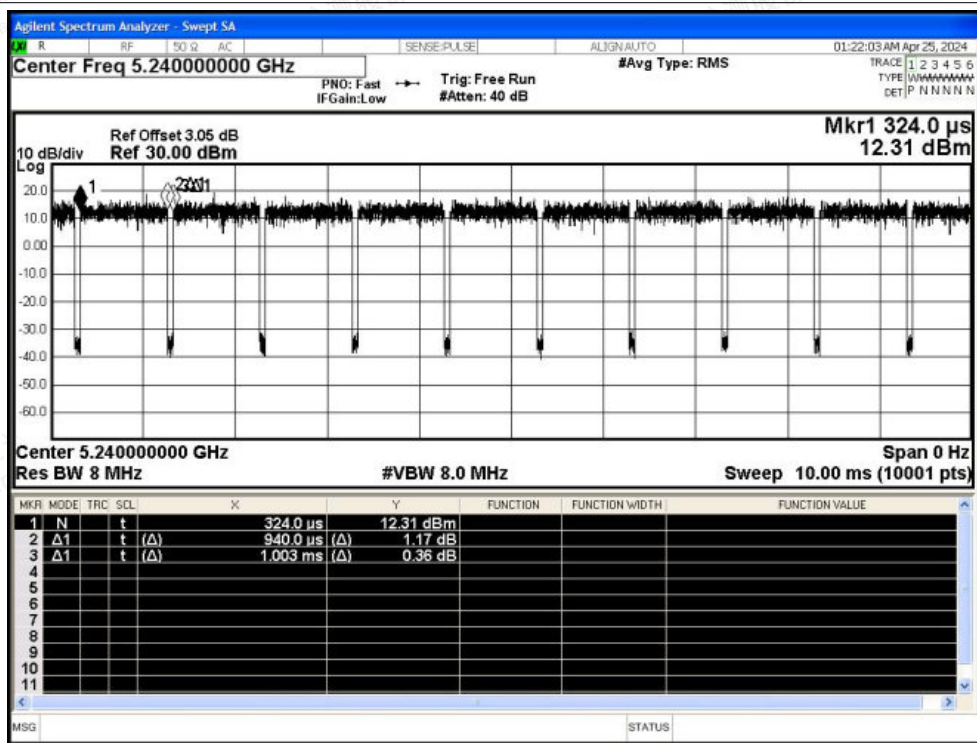 Agilent Spectrum Analyzer - Swept SA
LXI R RF 50 Ω AC SENSE:PULSE ALIGN AUTO 01:22:03 AM Apr 25, 2024
Center Freq 5.240000000 GHz #Avg Type: RMS TRACE 1 2 3 4 5 6
PNO: Fast Trig: Free Run TYPE WWWWWW
IFGain:Low #Atten: 40 dB DET P N N N N N
Ref Offset 3.05 dB Mkr1 324.0 µs
10 dB/div Ref 30.00 dBm 12.31 dBm
Log
20.0
1
10.0
0.00
-10.0
-20.0
-30.0
-40.0
-50.0
-60.0
Center 5.240000000 GHz Span 0 Hz
Res BW 8 MHz #VBW 8.0 MHz Sweep 10.00 ms (10001 pts)
MKR MODE TRC SCL X Y FUNCTION FUNCTION WIDTH FUNCTION VALUE
1 N t 324.0 µs 12.31 dBm
2 Δ1 t (Δ) 940.0 µs (Δ) 1.17 dB
3 Δ1 t (Δ) 1.003 ms (Δ) 0.36 dB
4
5
6
7
8
9
10
11
MSG STATUS